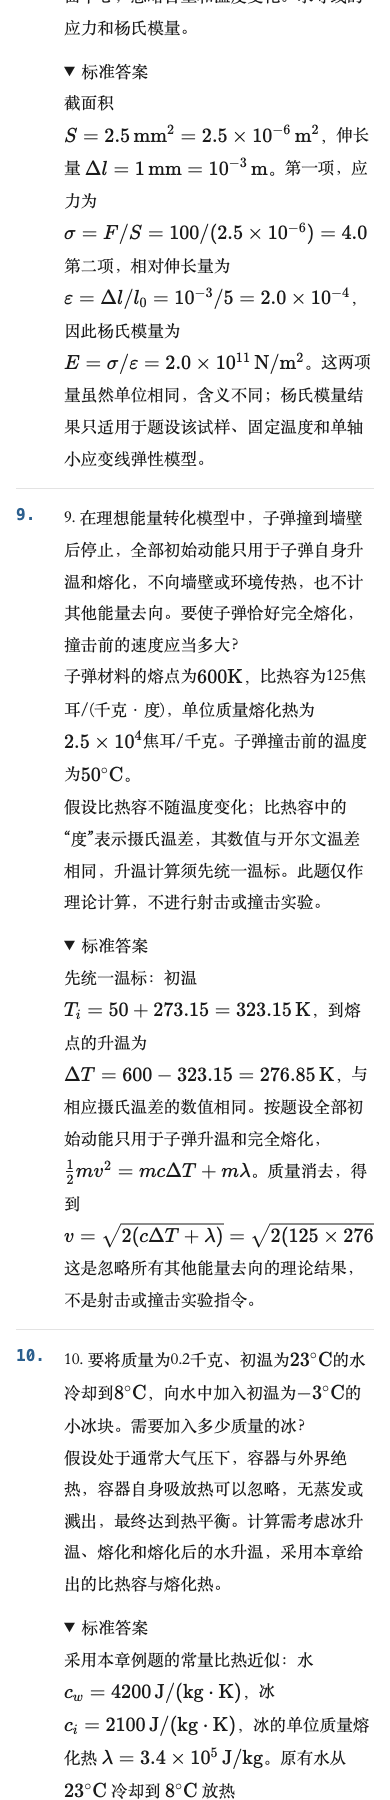 应力和杨氏模量。
▼ 标准答案
截面积
S = 2.5 mm² = 2.5 × 10⁻⁶ m²，伸长
量 Δl = 1 mm = 10⁻³ m。第一项，应
力为
σ = F/S = 100/(2.5 × 10⁻⁶) = 4.0
第二项，相对伸长量为
ε = Δl/l₀ = 10⁻³/5 = 2.0 × 10⁻⁴，
因此杨氏模量为
E = σ/ε = 2.0 × 10¹¹ N/m²。这两项
量虽然单位相同，含义不同；杨氏模量结
果只适用于题设该试样、固定温度和单轴
小应变线弹性模型。
9. 9. 在理想能量转化模型中，子弹撞到墙壁
后停止，全部初始动能只用于子弹自身升
温和熔化，不向墙壁或环境传热，也不计
其他能量去向。要使子弹恰好完全熔化，
撞击前的速度应当多大？
子弹材料的熔点为600K，比热容为125焦
耳/(千克 · 度)，单位质量熔化热为
2.5 × 10⁴焦耳/千克。子弹撞击前的温度
为50°C。
假设比热容不随温度变化；比热容中的
“度”表示摄氏温差，其数值与开尔文温差
相同，升温计算须先统一温标。此题仅作
理论计算，不进行射击或撞击实验。
▼ 标准答案
先统一温标：初温
Tᵢ = 50 + 273.15 = 323.15 K，到熔
点的升温为
ΔT = 600 − 323.15 = 276.85 K，与
相应摄氏温差的数值相同。按题设全部初
始动能只用于子弹升温和完全熔化，
½mv² = mcΔT + mλ。质量消去，得
到
v = √2(cΔT + λ) = √2(125 × 276
这是忽略所有其他能量去向的理论结果，
不是射击或撞击实验指令。
10. 10. 要将质量为0.2千克、初温为23°C的水
冷却到8°C，向水中加入初温为−3°C的
小冰块。需要加入多少质量的冰？
假设处于通常大气压下，容器与外界绝
热，容器自身吸放热可以忽略，无蒸发或
溅出，最终达到热平衡。计算需考虑冰升
温、熔化和熔化后的水升温，采用本章给
出的比热容与熔化热。
▼ 标准答案
采用本章例题的常量比热近似：水
c_w = 4200 J/(kg · K)，冰
cᵢ = 2100 J/(kg · K)，冰的单位质量熔
化热 λ = 3.4 × 10⁵ J/kg。原有水从
23°C 冷却到 8°C 放热